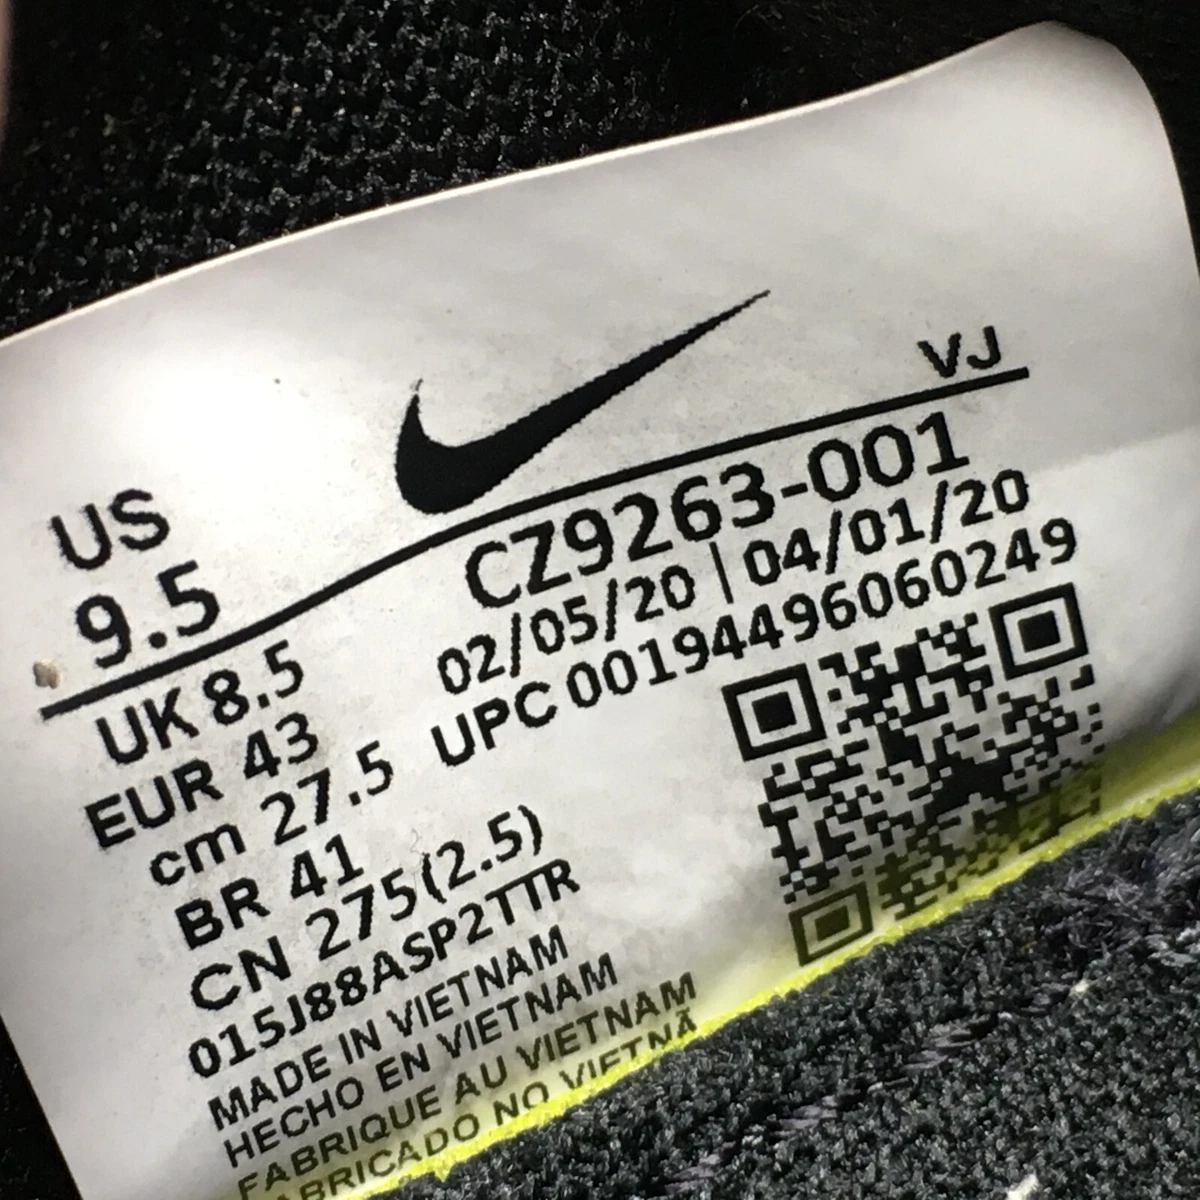 VJ
US
9.5
CZ9263-001
02/05/20 | 04/01/20
UPC 00194496060249
UK 8.5
EUR 43
cm 27.5
BR 41
CN 275(2.5)
015J88ASP2TTR
MADE IN VIETNAM
HECHO EN VIETNAM
FABRIQUE AU VIETNAM
ABRICADO NO VIETNÃ